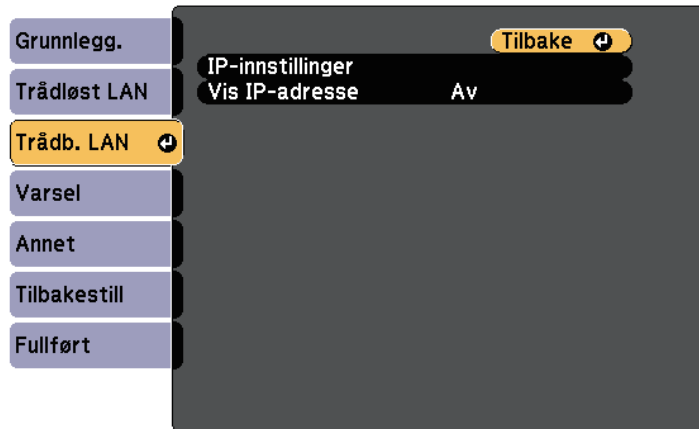 Grunnlegg.
Trådløst LAN
Trådb. LAN
Varsel
Annet
Tilbakestill
Fullført
Tilbake
IP-innstillinger
Vis IP-adresse Av